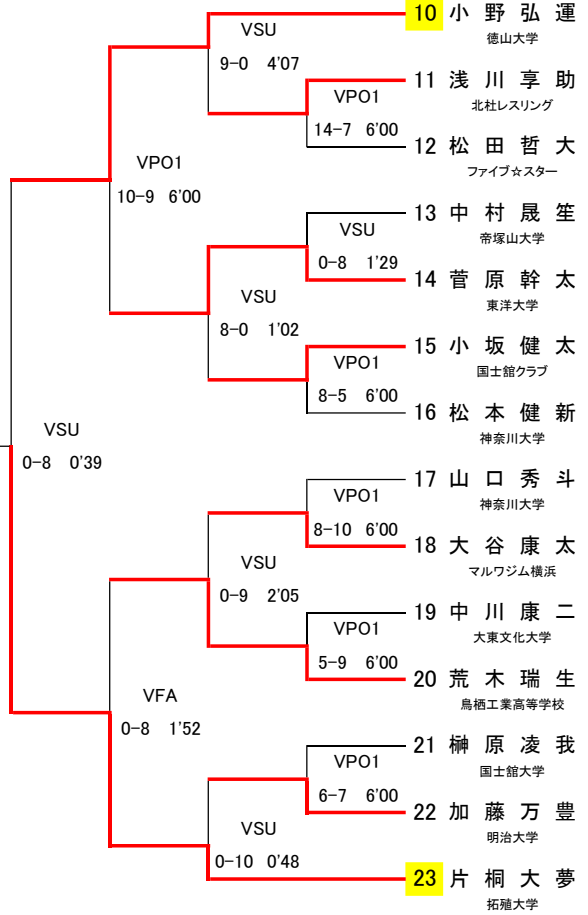 10 小野弘運
徳山大学
VSU
9-0 4'07
11 浅川享助
北杜レスリング
VPO1
14-7 6'00
12 松田哲大
ファイブ☆スター
VPO1
10-9 6'00
13 中村晟笙
帝塚山大学
VSU
0-8 1'29
14 菅原幹太
東洋大学
VSU
8-0 1'02
15 小坂健太
国士舘クラブ
VPO1
8-5 6'00
16 松本健新
神奈川大学
VSU
0-8 0'39
17 山口秀斗
神奈川大学
VPO1
8-10 6'00
18 大谷康太
マルワジム横浜
VSU
0-9 2'05
19 中川康二
大東文化大学
VPO1
5-9 6'00
20 荒木瑞生
鳥栖工業高等学校
VFA
0-8 1'52
21 榊原凌我
国士舘大学
VPO1
6-7 6'00
22 加藤万豊
明治大学
VSU
0-10 0'48
23 片桐大夢
拓殖大学